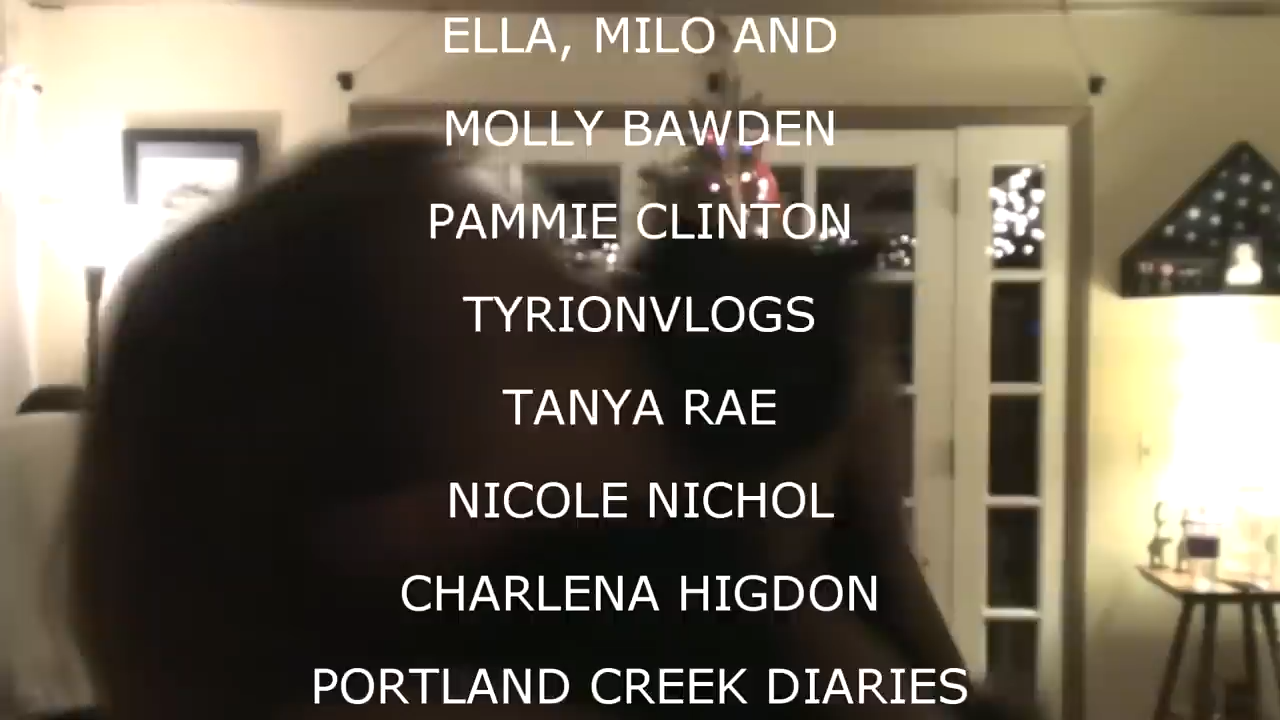 ELLA, MILO AND
MOLLY BAWDEN
PAMMIE CLINTON
TYRIONVLOGS
TANYA RAE
NICOLE NICHOL
CHARLENA HIGDON
PORTLAND CREEK DIARIES